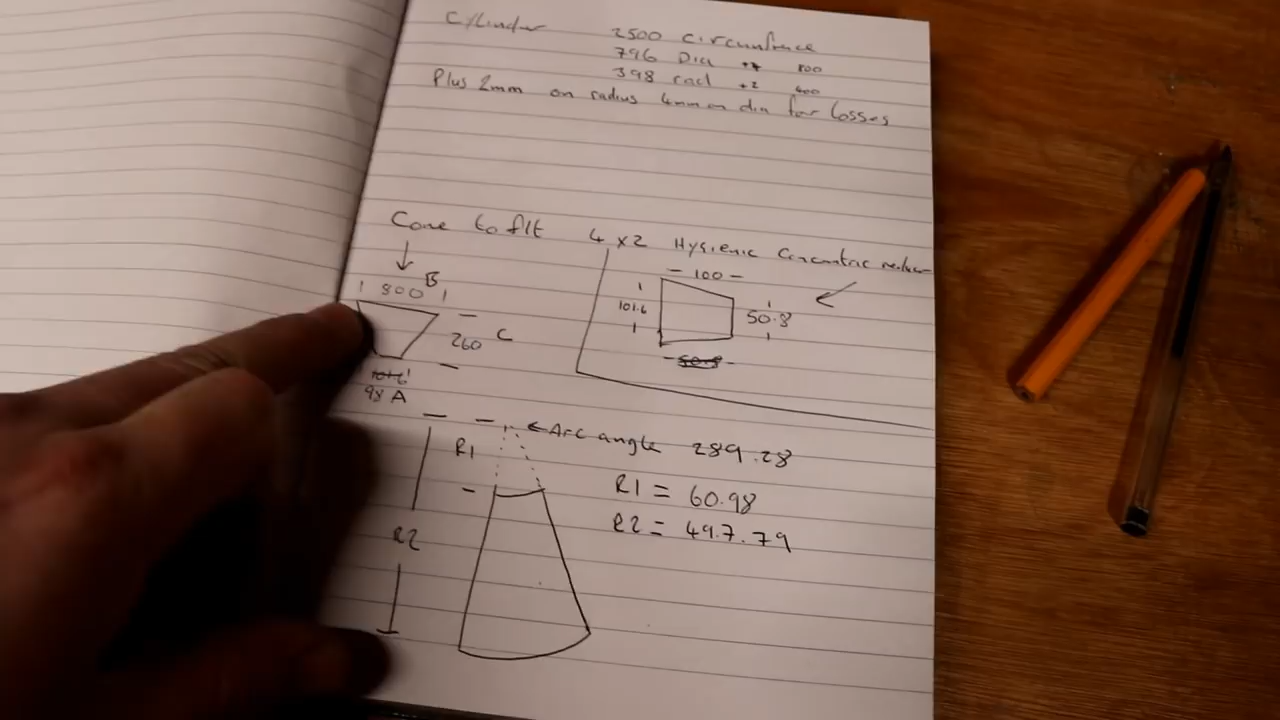 Cylinder 2500 Circumfrence
796 Dia +4 800
398 rad +2 400
Plus 2mm on radius 4mm on dia for losses
Cone to fit 4 x2 Hygienic Concentric reducer
800 B
260 C
98 A
100
101.6
50.8
Arc angle 289.28
R1
R1 = 60.98
R2 = 497.79
R2